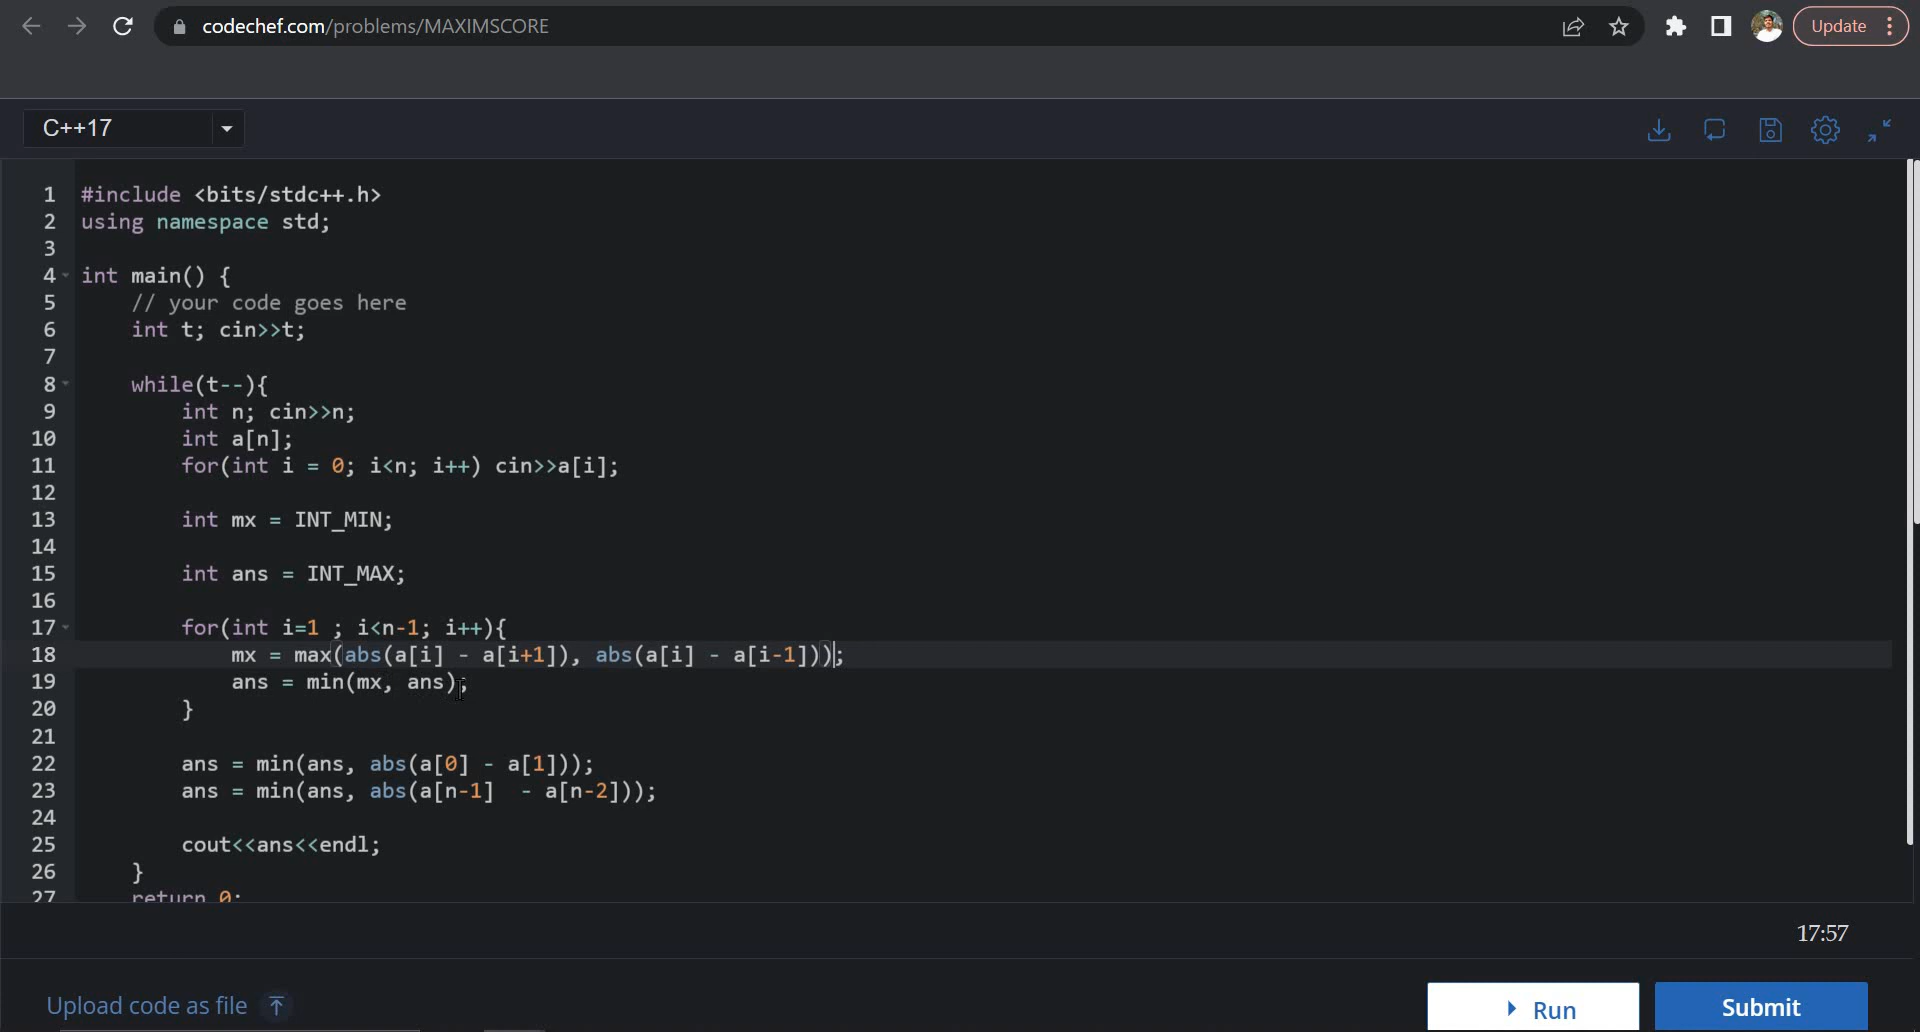 codechef.com/problems/MAXIMSCORE
Update
C++17
1 #include <bits/stdc++.h>
2 using namespace std;
3
4 int main() {
5 // your code goes here
6 int t; cin>>t;
7
8 while(t--){
9 int n; cin>>n;
10 int a[n];
11 for(int i = 0; i<n; i++) cin>>a[i];
12
13 int mx = INT_MIN;
14
15 int ans = INT_MAX;
16
17 for(int i=1 ; i<n-1; i++){
18 mx = max(abs(a[i] - a[i+1]), abs(a[i] - a[i-1]));
19 ans = min(mx, ans);
20 }
21
22 ans = min(ans, abs(a[0] - a[1]));
23 ans = min(ans, abs(a[n-1]  - a[n-2]));
24
25 cout<<ans<<endl;
26 }
27 return 0;
17:57
Upload code as file
Run
Submit